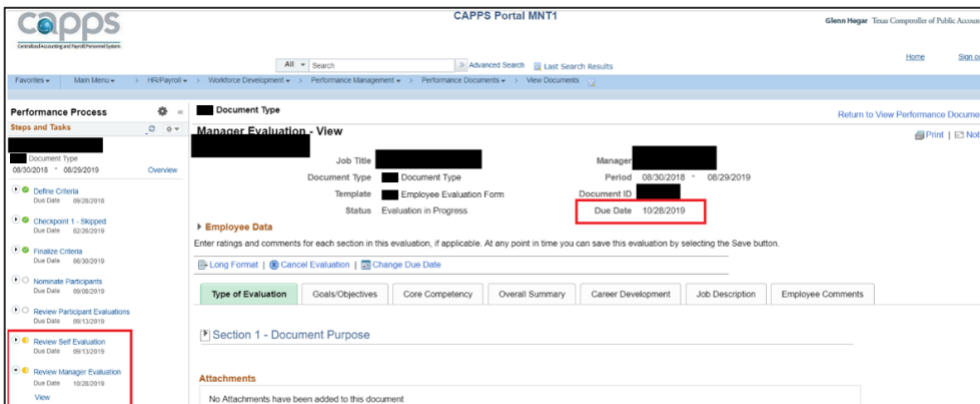 capps
Centralized Accounting and Payroll/Personnel System
CAPPS Portal MNT1
Glenn Hegar Texas Comptroller of Public Accoun
All Search Advanced Search Last Search Results
Home Sign o
Favorites Main Menu > HR/Payroll > Workforce Development > Performance Management > Performance Documents > View Documents
Performance Process
Steps and Tasks
Document Type
08/30/2018 - 08/29/2019 Overview
Define Criteria
Due Date 09/28/2018
Checkpoint 1 - Skipped
Due Date 02/26/2019
Finalize Criteria
Due Date 08/30/2019
Nominate Participants
Due Date 09/08/2019
Review Participant Evaluations
Due Date 09/13/2019
Review Self Evaluation
Due Date 09/13/2019
Review Manager Evaluation
Due Date 10/28/2019
View
Document Type
Return to View Performance Docume
Manager Evaluation - View
Print | Not
Job Title Manager
Document Type Document Type Period 08/30/2018 - 08/29/2019
Template Employee Evaluation Form Document ID
Status Evaluation in Progress Due Date 10/28/2019
Employee Data
Enter ratings and comments for each section in this evaluation, if applicable. At any point in time you can save this evaluation by selecting the Save button.
Long Format | Cancel Evaluation | Change Due Date
Type of Evaluation Goals/Objectives Core Competency Overall Summary Career Development Job Description Employee Comments
Section 1 - Document Purpose
Attachments
No Attachments have been added to this document